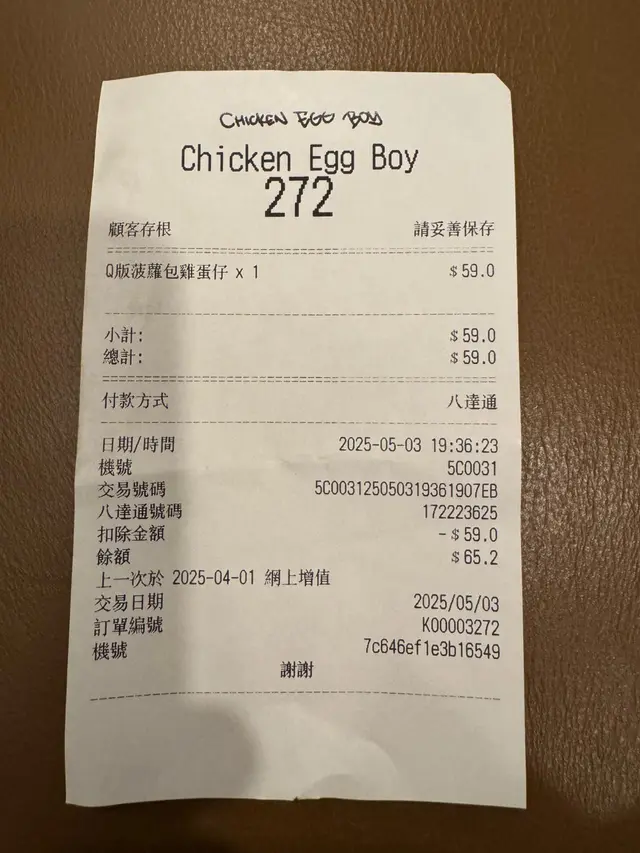 CHICKEN EGG BOY
Chicken Egg Boy
272
顧客存根 請妥善保存
Q版菠蘿包雞蛋仔 x 1 $59.0
小計: $59.0
總計: $59.0
付款方式 八達通
日期/時間 2025-05-03 19:36:23
機號 5C0031
交易號碼 5C003125050319361907EB
八達通號碼 172223625
扣除金額 -$59.0
餘額 $65.2
上一次於 2025-04-01 網上增值
交易日期 2025/05/03
訂單編號 K00003272
機號 7c646ef1e3b16549
謝謝